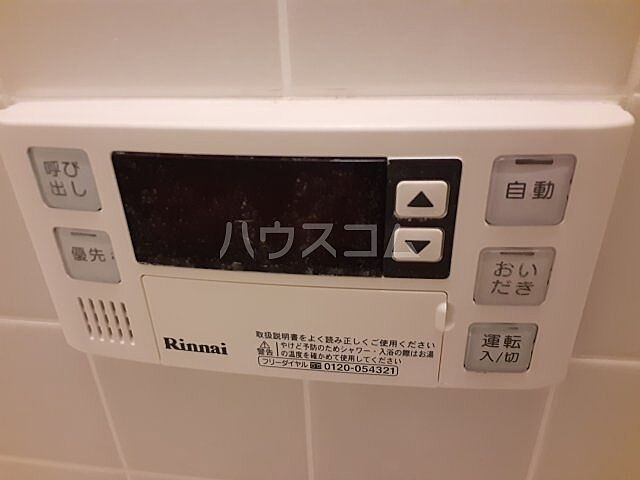 呼び
出し
優先
自動
おい
だき
運転
入/切
ハウスコム
Rinnai
取扱説明書をよく読み正しくご使用ください
警告
やけど予防のためシャワー・入浴の際はお湯
の温度を確かめて使用してください
フリーダイヤル 0120-054321